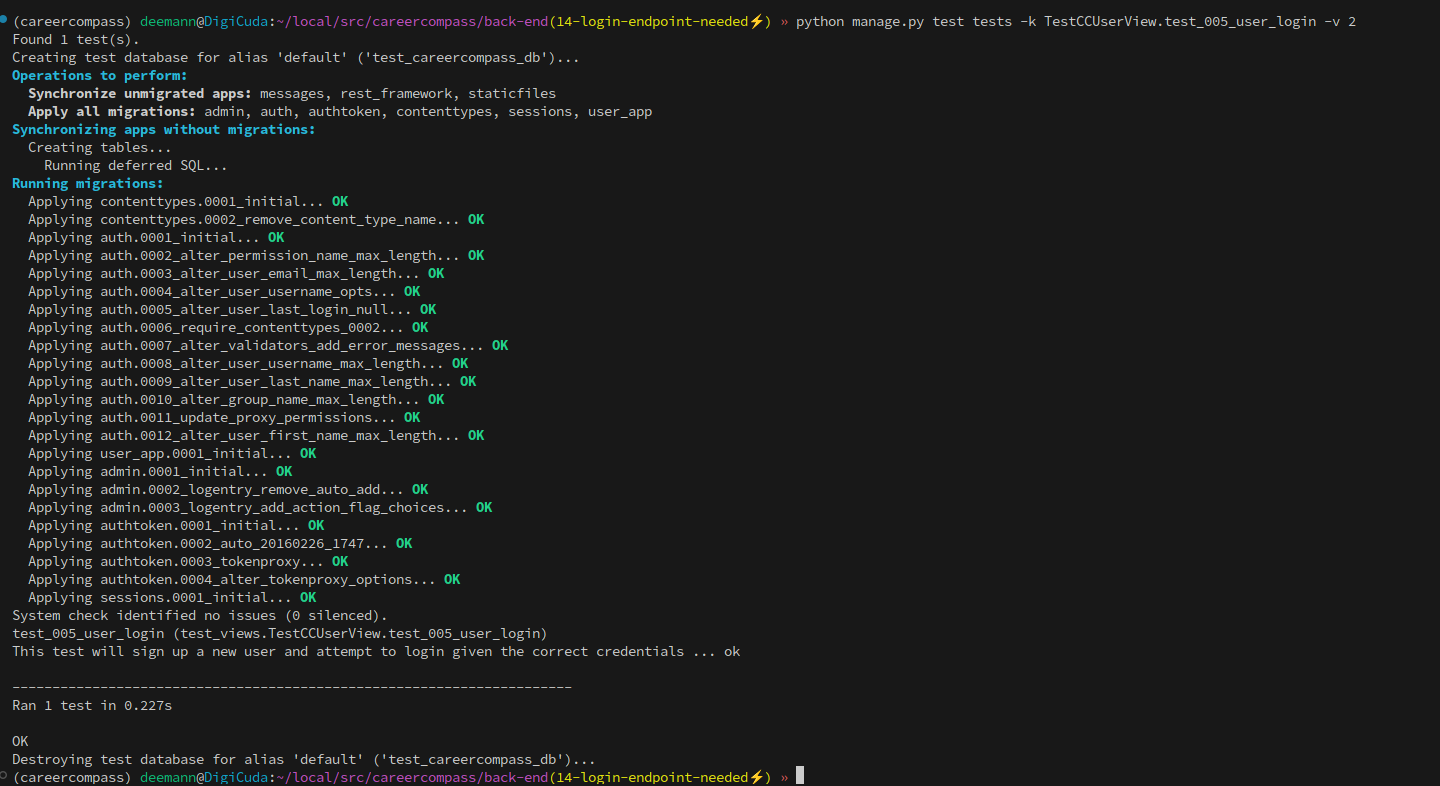 (careercompass) deemann@DigiCuda:~/local/src/careercompass/back-end(14-login-endpoint-needed⚡) » python manage.py test tests -k TestCCUserView.test_005_user_login -v 2
Found 1 test(s).
Creating test database for alias 'default' ('test_careercompass_db')...
Operations to perform:
  Synchronize unmigrated apps: messages, rest_framework, staticfiles
  Apply all migrations: admin, auth, authtoken, contenttypes, sessions, user_app
Synchronizing apps without migrations:
  Creating tables...
    Running deferred SQL...
Running migrations:
  Applying contenttypes.0001_initial... OK
  Applying contenttypes.0002_remove_content_type_name... OK
  Applying auth.0001_initial... OK
  Applying auth.0002_alter_permission_name_max_length... OK
  Applying auth.0003_alter_user_email_max_length... OK
  Applying auth.0004_alter_user_username_opts... OK
  Applying auth.0005_alter_user_last_login_null... OK
  Applying auth.0006_require_contenttypes_0002... OK
  Applying auth.0007_alter_validators_add_error_messages... OK
  Applying auth.0008_alter_user_username_max_length... OK
  Applying auth.0009_alter_user_last_name_max_length... OK
  Applying auth.0010_alter_group_name_max_length... OK
  Applying auth.0011_update_proxy_permissions... OK
  Applying auth.0012_alter_user_first_name_max_length... OK
  Applying user_app.0001_initial... OK
  Applying admin.0001_initial... OK
  Applying admin.0002_logentry_remove_auto_add... OK
  Applying admin.0003_logentry_add_action_flag_choices... OK
  Applying authtoken.0001_initial... OK
  Applying authtoken.0002_auto_20160226_1747... OK
  Applying authtoken.0003_tokenproxy... OK
  Applying authtoken.0004_alter_tokenproxy_options... OK
  Applying sessions.0001_initial... OK
System check identified no issues (0 silenced).
test_005_user_login (test_views.TestCCUserView.test_005_user_login)
This test will sign up a new user and attempt to login given the correct credentials ... ok
----------------------------------------------------------------------
Ran 1 test in 0.227s
OK
Destroying test database for alias 'default' ('test_careercompass_db')...
(careercompass) deemann@DigiCuda:~/local/src/careercompass/back-end(14-login-endpoint-needed⚡) »